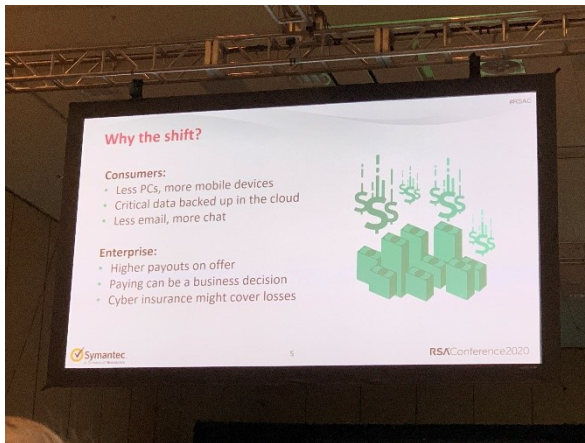 #RSAC
Why the shift?
Consumers:
• Less PCs, more mobile devices
• Critical data backed up in the cloud
• Less email, more chat
Enterprise:
• Higher payouts on offer
• Paying can be a business decision
• Cyber insurance might cover losses
Symantec
5
RSAConference2020